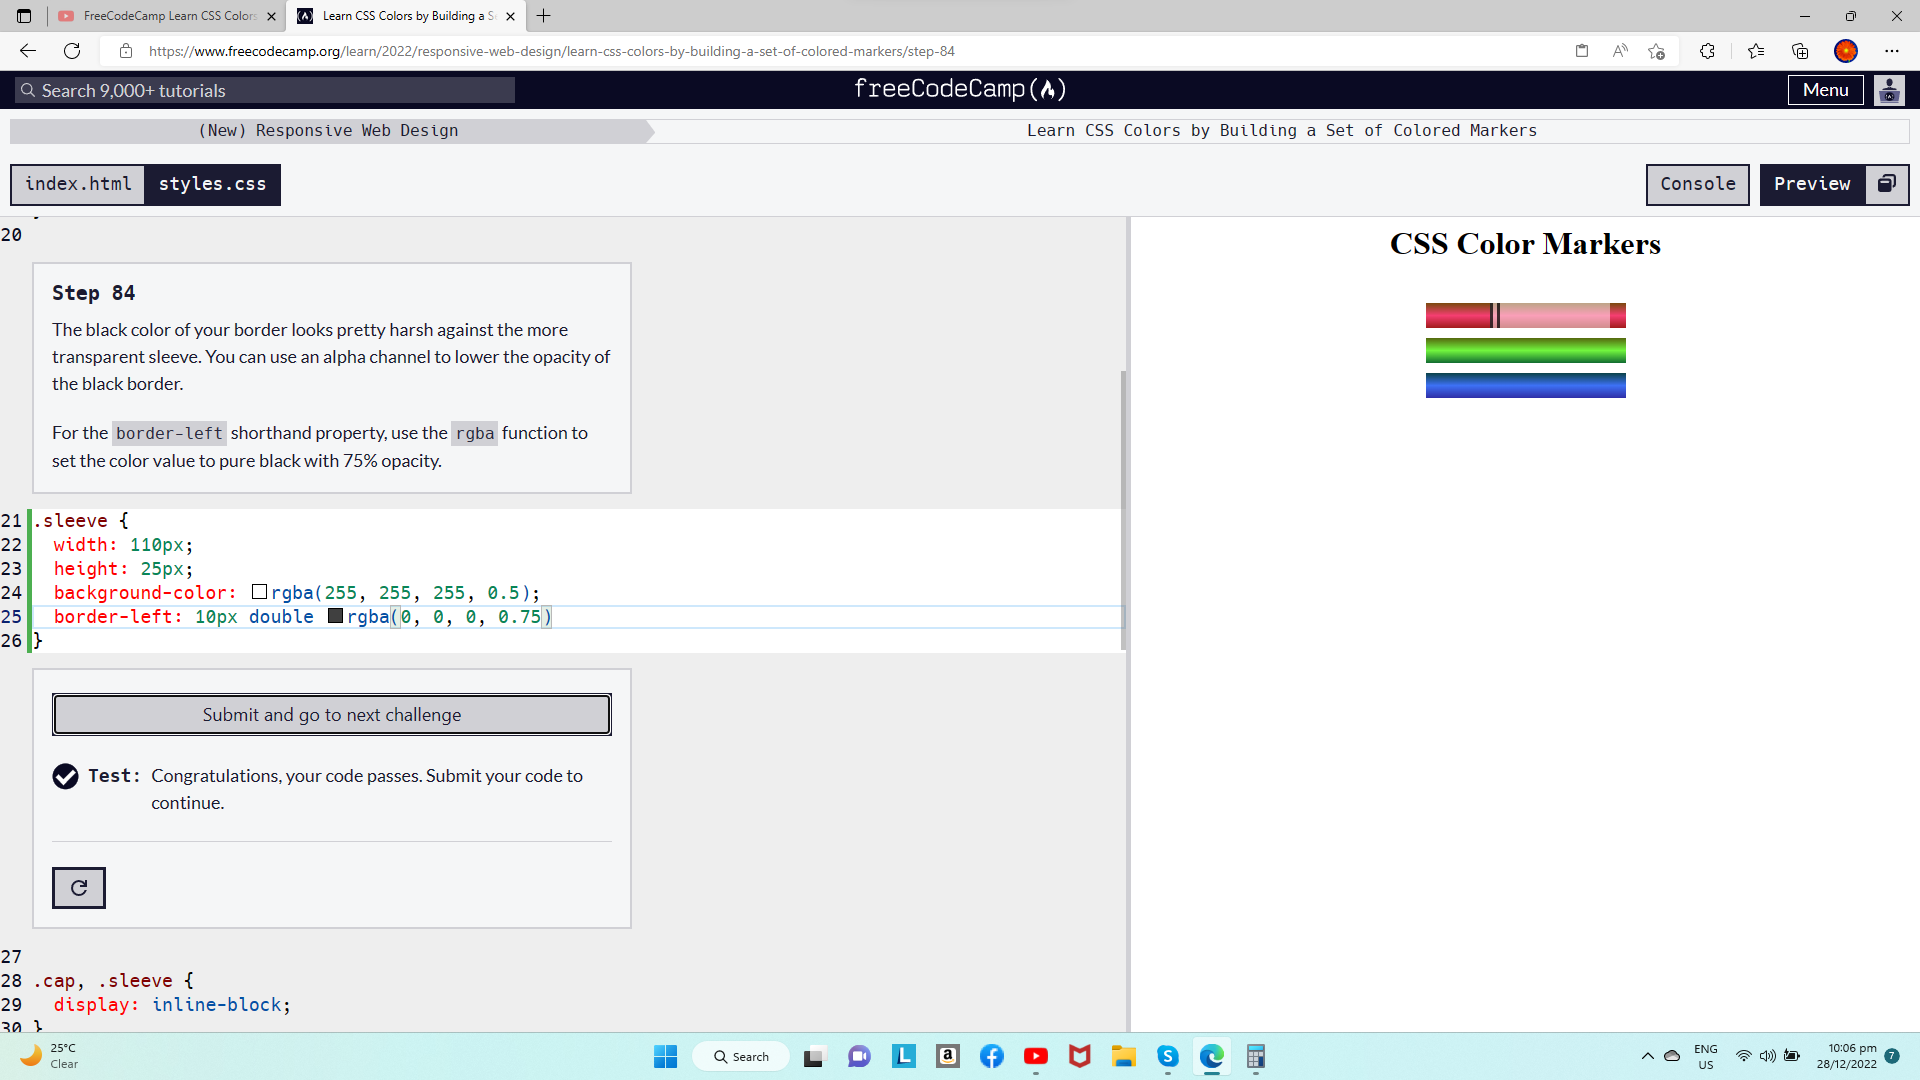 FreeCodeCamp Learn CSS Colors
Learn CSS Colors by Building a Se
https://www.freecodecamp.org/learn/2022/responsive-web-design/learn-css-colors-by-building-a-set-of-colored-markers/step-84
Search 9,000+ tutorials
freeCodeCamp
Menu
(New) Responsive Web Design
Learn CSS Colors by Building a Set of Colored Markers
index.html
styles.css
Console
Preview
20
Step 84
The black color of your border looks pretty harsh against the more
transparent sleeve. You can use an alpha channel to lower the opacity of
the black border.
For the border-left shorthand property, use the rgba function to
set the color value to pure black with 75% opacity.
21 .sleeve {
22 width: 110px;
23 height: 25px;
24 background-color: rgba(255, 255, 255, 0.5);
25 border-left: 10px double rgba(0, 0, 0, 0.75)
26 }
Submit and go to next challenge
Test: Congratulations, your code passes. Submit your code to
continue.
27
28 .cap, .sleeve {
29 display: inline-block;
30 }
CSS Color Markers
25°C
Clear
Search
ENG
US
10:06 pm
28/12/2022
7